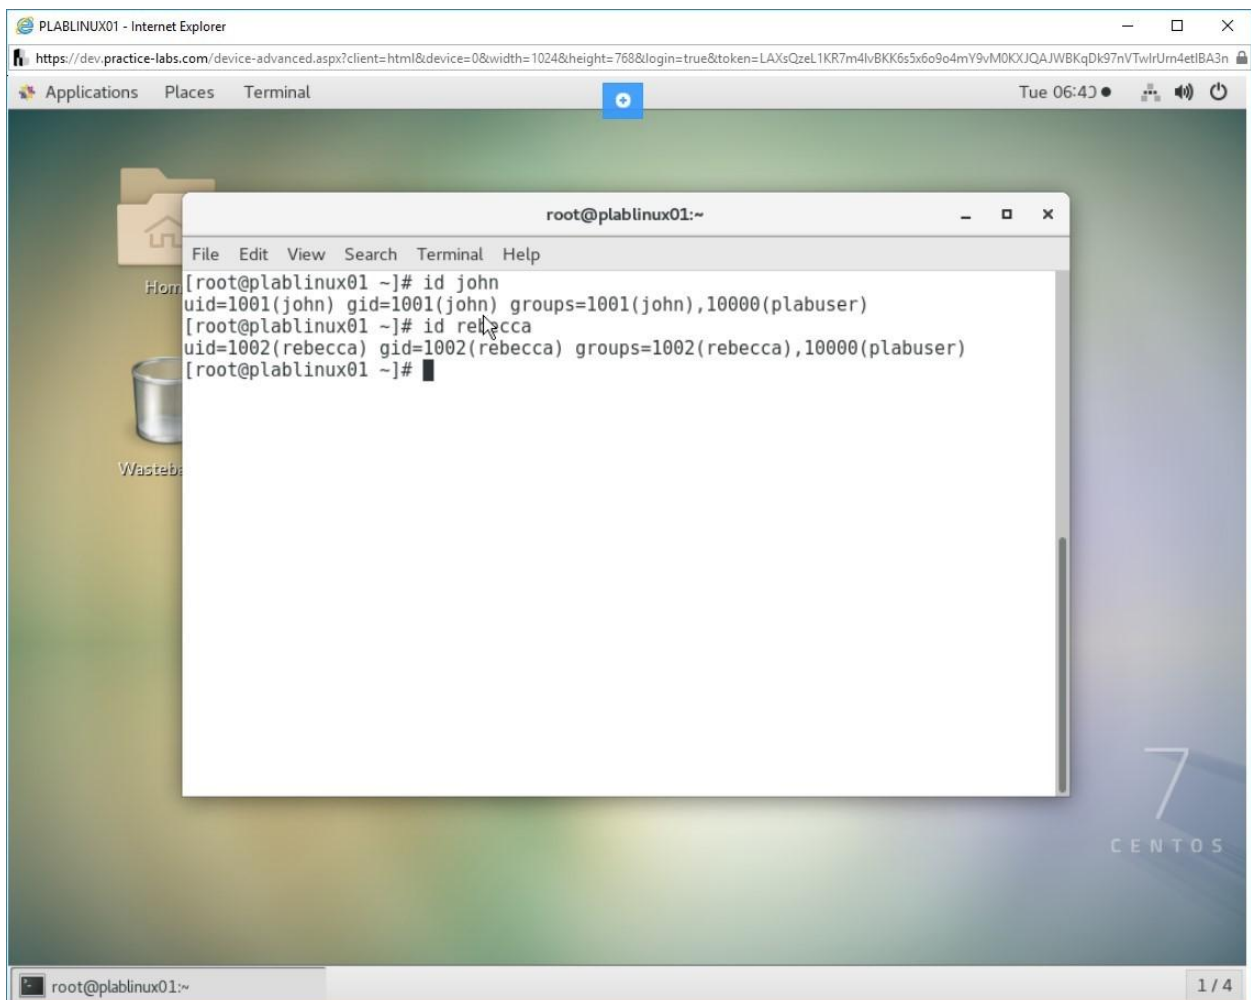 PLABLINUX01 - Internet Explorer
https://dev.practice-labs.com/device-advanced.aspx?client=html&device=0&width=1024&height=768&login=true&token=LAXsQzeL1KR7m4lvBKK6s5x6o9o4mY9vM0KXJQAJWBKqDk97nVTwlrUrn4etlBA3n
Applications Places Terminal Tue 06:40
root@plablinux01:~
File Edit View Search Terminal Help
[root@plablinux01 ~]# id john
uid=1001(john) gid=1001(john) groups=1001(john),10000(plabuser)
[root@plablinux01 ~]# id rebecca
uid=1002(rebecca) gid=1002(rebecca) groups=1002(rebecca),10000(plabuser)
[root@plablinux01 ~]#
Hom
Wasteb
7
CENTOS
root@plablinux01:~ 1 / 4